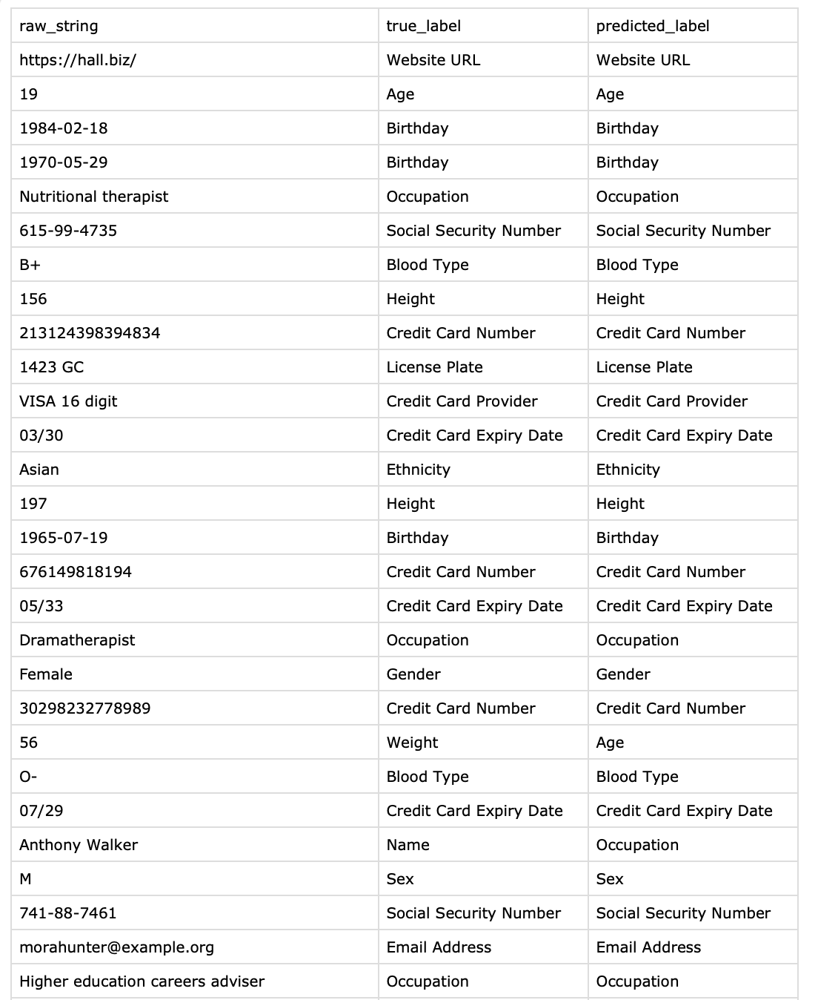 raw_string true_label predicted_label
https://hall.biz/ Website URL Website URL
19 Age Age
1984-02-18 Birthday Birthday
1970-05-29 Birthday Birthday
Nutritional therapist Occupation Occupation
615-99-4735 Social Security Number Social Security Number
B+ Blood Type Blood Type
156 Height Height
213124398394834 Credit Card Number Credit Card Number
1423 GC License Plate License Plate
VISA 16 digit Credit Card Provider Credit Card Provider
03/30 Credit Card Expiry Date Credit Card Expiry Date
Asian Ethnicity Ethnicity
197 Height Height
1965-07-19 Birthday Birthday
676149818194 Credit Card Number Credit Card Number
05/33 Credit Card Expiry Date Credit Card Expiry Date
Dramatherapist Occupation Occupation
Female Gender Gender
30298232778989 Credit Card Number Credit Card Number
56 Weight Age
O- Blood Type Blood Type
07/29 Credit Card Expiry Date Credit Card Expiry Date
Anthony Walker Name Occupation
M Sex Sex
741-88-7461 Social Security Number Social Security Number
morahunter@example.org Email Address Email Address
Higher education careers adviser Occupation Occupation